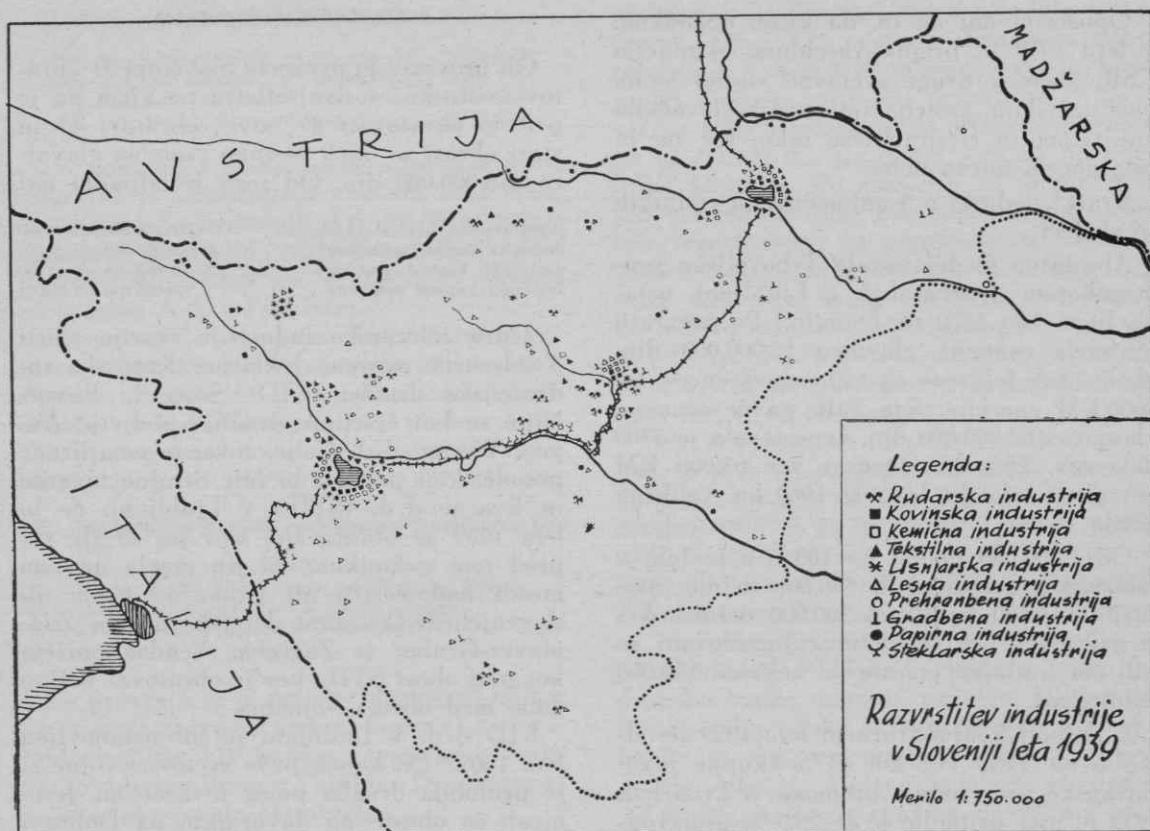 AVSTRIJA
MADŽARSKA
Legenda:
Rudarska industrija
Kovinska industrija
Kemična industrija
Tekstilna industrija
Usnjarska industrija
Lesna industrija
Prehranbena industrija
Gradbena industrija
Papirna industrija
Steklarska industrija
Razvrstitev industrije
v Sloveniji leta 1939
Merilo 1:750.000